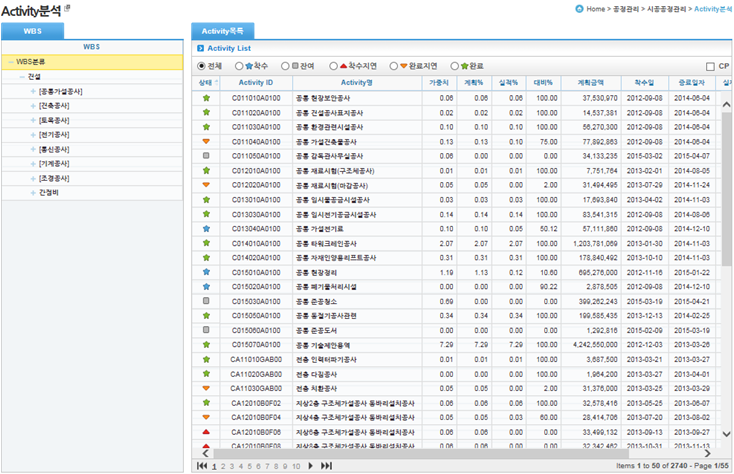 Activity분석
Home > 공정관리 > 시공공정관리 > Activity분석
WBS
WBS
WBS분류
건설
[공통가설공사]
[건축공사]
[토목공사]
[전기공사]
[통신공사]
[기계공사]
[조경공사]
간접비
Activity목록
Activity List
전체 착수 잔여 착수지연 완료지연 완료 CP
상태 Activity ID Activity명 가중치 계획% 실적% 대비% 계획금액 착수일 종료일자
C011010A0100 공통 현장보안공사 0.06 0.06 0.06 100.00 37,530,970 2012-09-08 2014-06-04
C011020A0100 공통 건설공사표지공사 0.02 0.02 0.02 100.00 14,537,381 2012-09-08 2014-06-04
C011030A0100 공통 환경관련시설공사 0.10 0.10 0.10 100.00 56,270,300 2012-09-08 2014-06-04
C011040A0100 공통 가설건축물공사 0.13 0.13 0.10 75.00 77,892,863 2012-09-08 2014-06-04
C011050A0100 공통 감독관사무실공사 0.06 0.00 0.00 0.00 34,133,235 2015-03-02 2015-04-07
C012010A0100 공통 재료시험(구조체공사) 0.01 0.01 0.01 100.00 7,751,764 2013-02-01 2014-08-05
C012020A0100 공통 재료시험(마감공사) 0.05 0.05 0.00 2.00 31,494,495 2013-07-29 2014-11-24
C013010A0100 공통 임시물공급시설공사 0.03 0.03 0.03 100.00 17,693,840 2013-04-02 2014-11-03
C013030A0100 공통 임시전기공급시설공사 0.14 0.14 0.14 100.00 83,541,315 2012-09-08 2014-08-06
C013040A0100 공통 가설전기료 0.10 0.10 0.05 50.12 57,111,860 2012-09-08 2014-12-10
C014010A0100 공통 타워크레인공사 2.07 2.07 2.07 100.00 1,203,781,069 2013-01-30 2014-11-03
C014020A0100 공통 자재인양용리프트공사 0.31 0.31 0.31 100.00 178,840,492 2013-10-10 2014-11-03
C015010A0100 공통 현장정리 1.19 1.13 0.12 10.60 695,276,000 2012-11-16 2015-01-22
C015020A0100 공통 폐기물처리시설 0.00 0.00 0.00 90.22 2,878,505 2012-09-08 2014-12-10
C015030A0100 공통 준공청소 0.69 0.00 0.00 0.00 399,262,243 2015-03-19 2015-04-21
C015050A0100 공통 동절기공사관련 0.34 0.34 0.34 100.00 199,585,435 2013-12-13 2014-02-25
C015060A0100 공통 준공도서 0.00 0.00 0.00 0.00 1,292,816 2015-02-09 2015-03-19
C015070A0100 공통 기술제안용역 7.29 7.29 7.29 100.00 4,242,550,000 2012-12-03 2013-03-26
CA11010GAB00 전층 인력터파기공사 0.01 0.01 0.01 100.00 3,687,500 2013-03-21 2013-03-27
CA11020GAB00 전층 다짐공사 0.00 0.00 0.00 100.00 1,964,200 2013-03-27 2013-04-01
CA11030GAB00 전층 치환공사 0.05 0.05 0.00 2.00 31,376,000 2013-03-25 2013-03-29
CA12010B0F02 지상2층 구조체가설공사 동바리설치공사 0.06 0.06 0.06 100.00 32,578,416 2013-05-25 2013-06-07
CA12010B0F04 지상4층 구조체가설공사 동바리설치공사 0.05 0.05 0.03 60.00 28,414,706 2013-07-20 2013-08-02
CA12010B0F06 지상6층 구조체가설공사 동바리설치공사 0.06 0.06 0.00 0.00 33,499,132 2013-09-13 2013-09-27
CA12010B0F08 지상8층 구조체가설공사 동바리설치공사 0.06 0.06 0.00 0.00 32,342,460 2013-10-31 2013-11-13
1 2 3 4 5 6 7 8 9 10 Items 1 to 50 of 2740 - Page 1/55